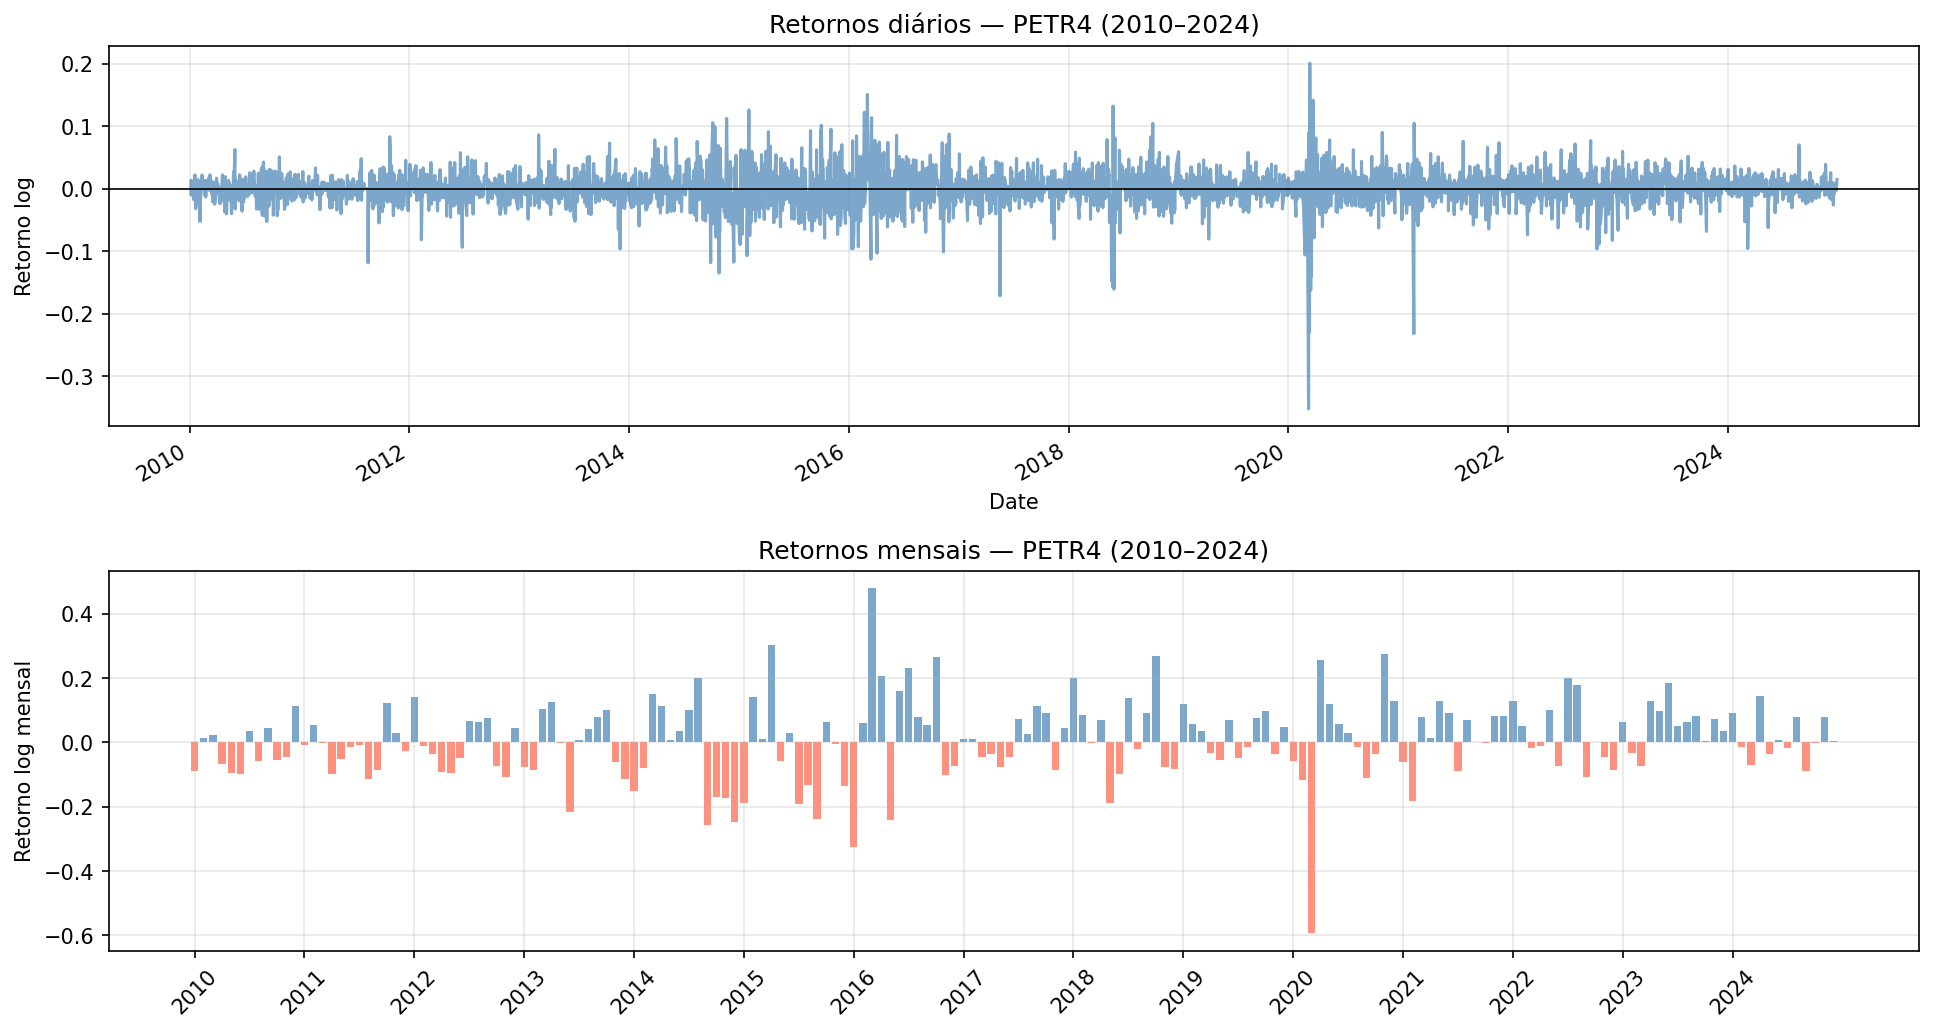 Retornos diários — PETR4 (2010–2024)
0.2
0.1
0.0
−0.1
−0.2
−0.3
Retorno log
2010 2012 2014 2016 2018 2020 2022 2024
Date
Retornos mensais — PETR4 (2010–2024)
0.4
0.2
0.0
−0.2
−0.4
−0.6
Retorno log mensal
2010 2011 2012 2013 2014 2015 2016 2017 2018 2019 2020 2021 2022 2023 2024